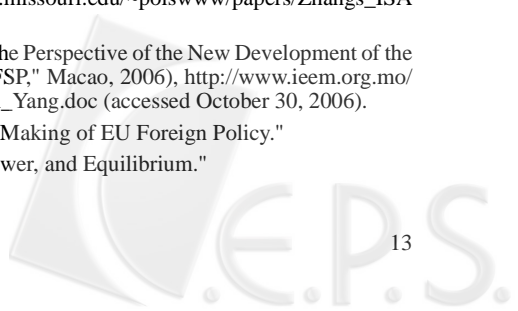 .missouri.edu/~polswww/papers/Zhangs_ISA
he Perspective of the New Development of the
FSP," Macao, 2006), http://www.ieem.org.mo/
_Yang.doc (accessed October 30, 2006).
Making of EU Foreign Policy."
wer, and Equilibrium."
13
C.E.P.S.